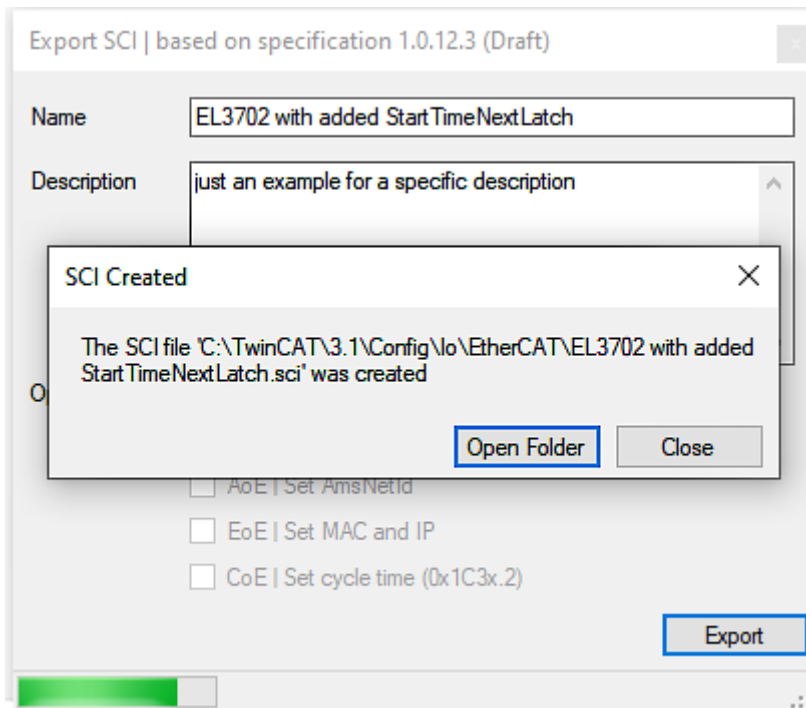 Export SCI | based on specification 1.0.12.3 (Draft)
x
Name
EL3702 with added StartTimeNextLatch
Description
just an example for a specific description
SCI Created
The SCI file 'C:\TwinCAT\3.1\Config\Io\EtherCAT\EL3702 with added
StartTimeNextLatch.sci' was created
Open Folder
Close
AoE | Set AmsNetId
EoE | Set MAC and IP
CoE | Set cycle time (0x1C3x.2)
Export